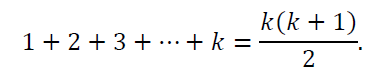 1 + 2 + 3 + ⋯ + k = k(k + 1)/2.